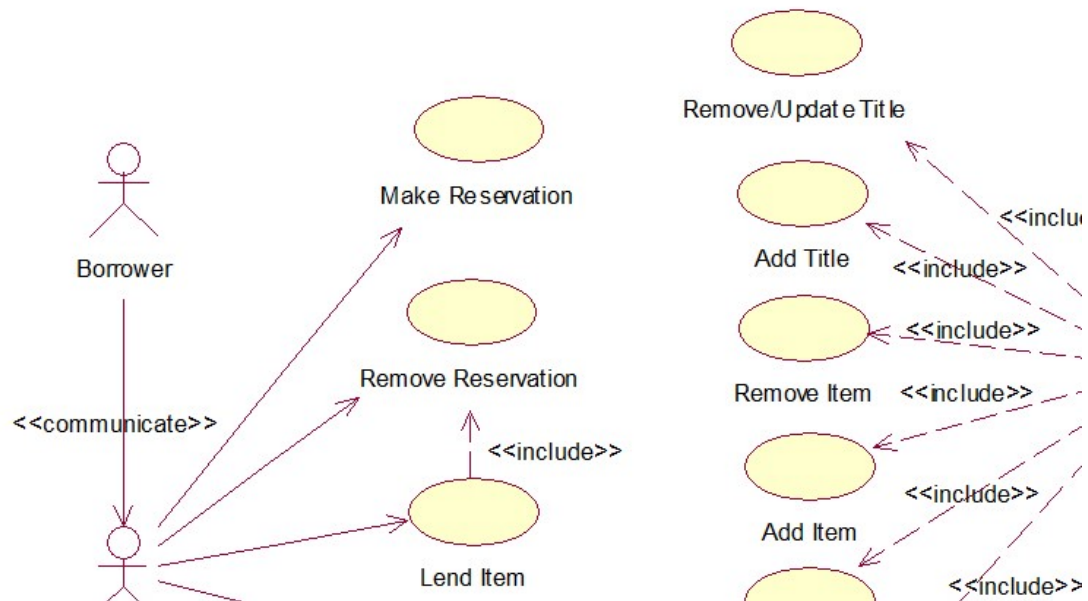 Remove/Update Title
Make Reservation
<<inclu
Borrower
Add Title
<<include>>
<<include>>
Remove Reservation
Remove Item
<<include>>
<<communicate>>
<<include>>
<<include>>
Add Item
Lend Item
<<include>>